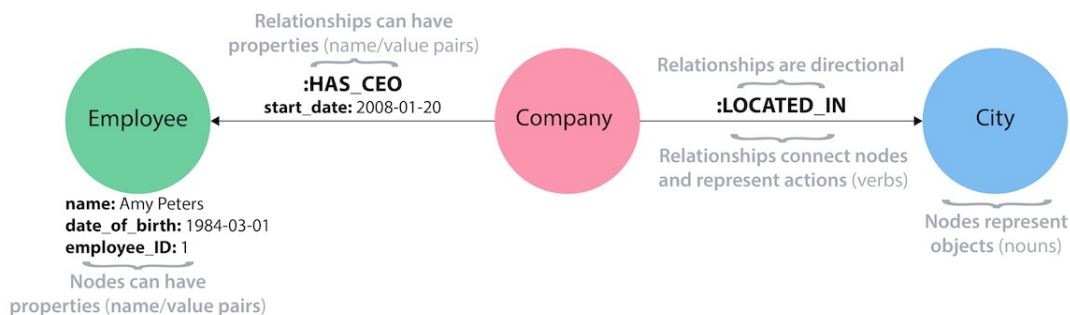 Relationships can have
properties (name/value pairs)
:HAS_CEO
start_date: 2008-01-20
Relationships are directional
:LOCATED_IN
Employee
Company
City
Relationships connect nodes
and represent actions (verbs)
name: Amy Peters
date_of_birth: 1984-03-01
employee_ID: 1
Nodes can have
properties (name/value pairs)
Nodes represent
objects (nouns)